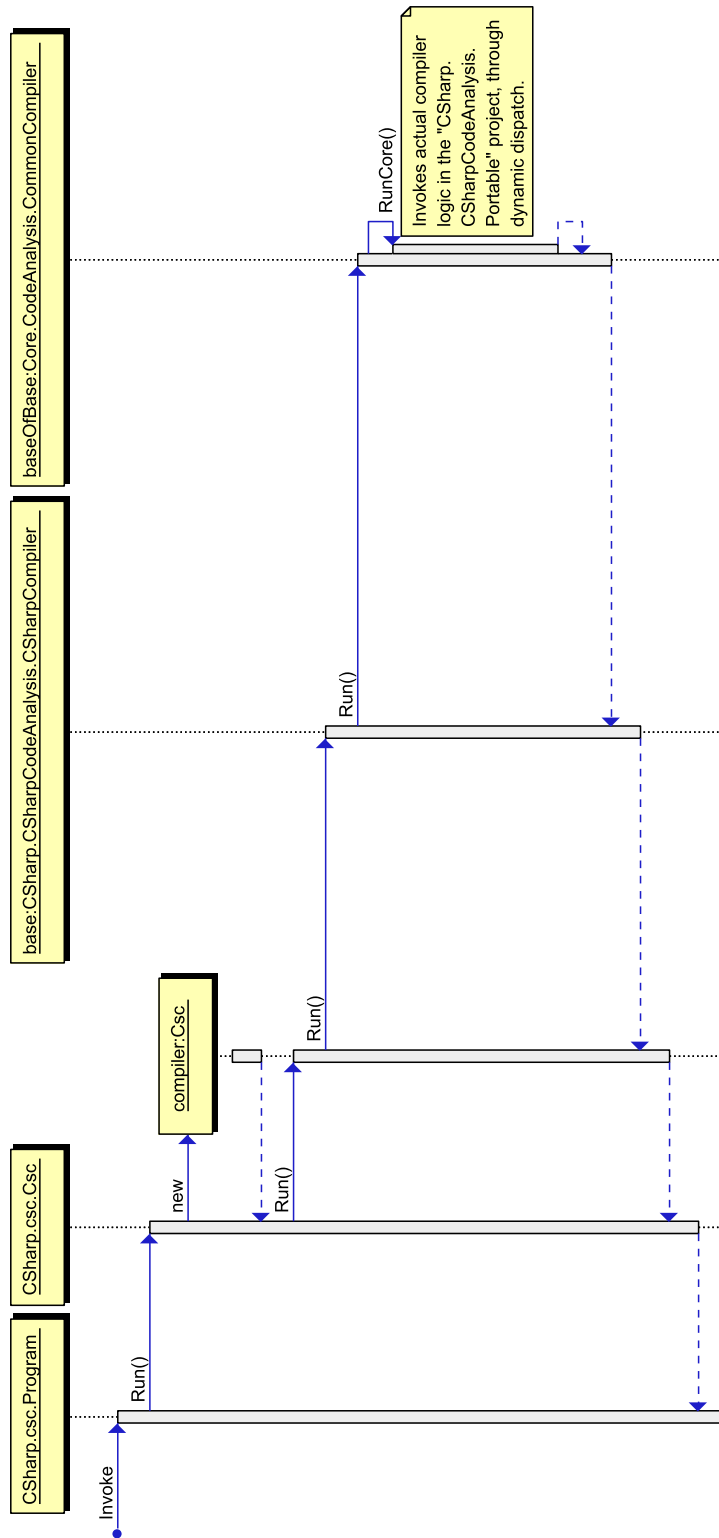 CSharp.csc.Program
CSharp.csc.Csc
base:CSharp.CSharpCodeAnalysis.CSharpCompiler
baseOfBase:Core.CodeAnalysis.CommonCompiler
Invoke
Run()
new
compiler:Csc
Run()
Run()
Run()
RunCore()
Invokes actual compiler
logic in the "CSharp.
CSharpCodeAnalysis.
Portable" project, through
dynamic dispatch.